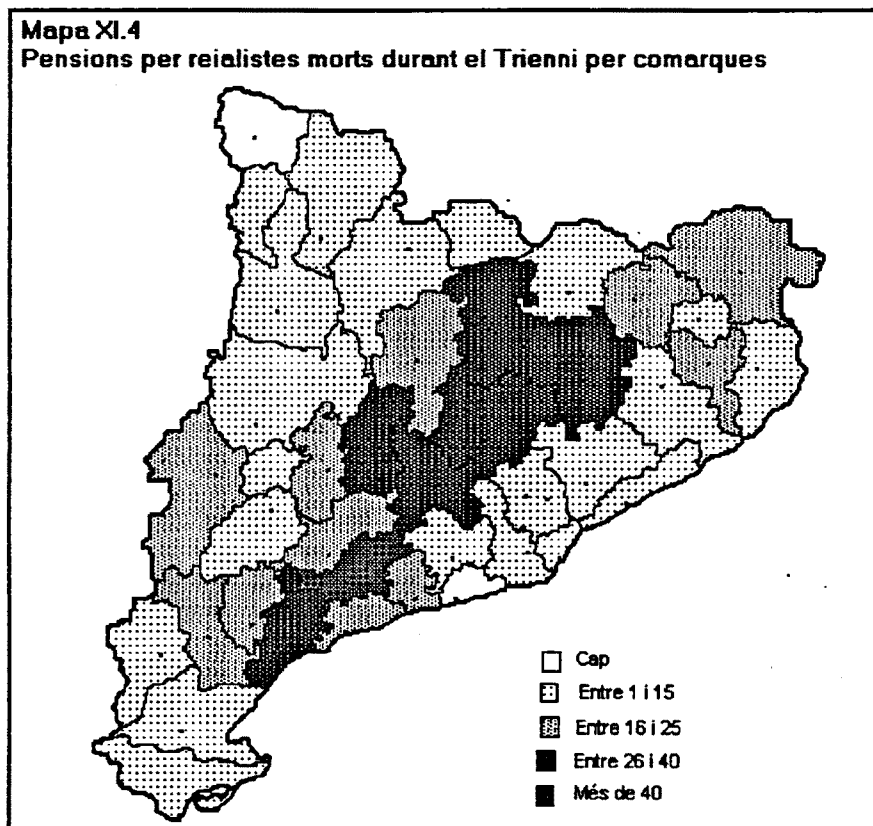 Mapa XI.4
Pensions per reialistes morts durant el Trienni per comarques
Cap
Entre 1 i 15
Entre 16 i 25
Entre 26 i 40
Més de 40